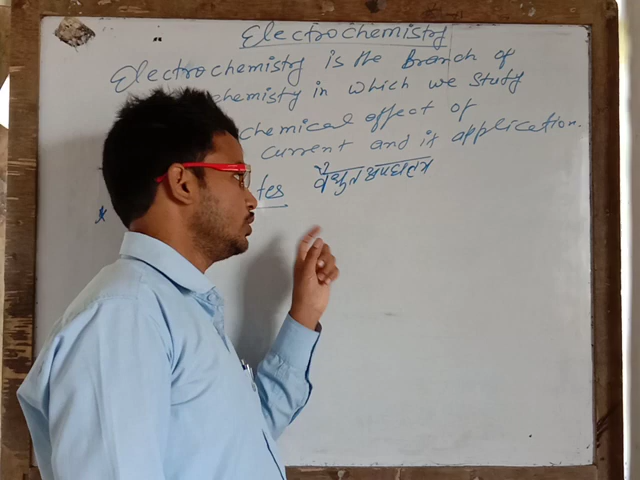 Electrochemistry
Electrochemistry is the Branch of
chemistry in which we study
chemical effect of
current and it application.
tes वैधुत अपघट्य